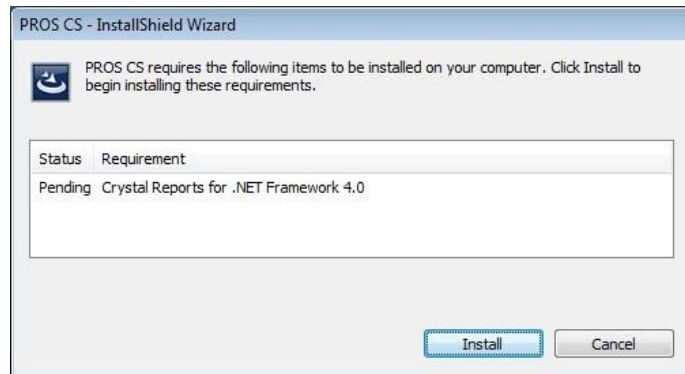 PROS CS - InstallShield Wizard
PROS CS requires the following items to be installed on your computer. Click Install to
begin installing these requirements.
Status Requirement
Pending Crystal Reports for .NET Framework 4.0
Install Cancel